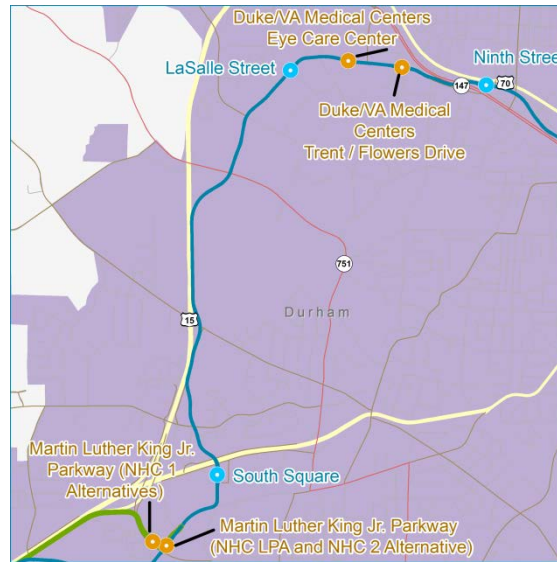 Duke/VA Medical Centers
Eye Care Center
LaSalle Street
Ninth Stree
147
70
Duke/VA Medical
Centers
Trent / Flowers Drive
751
Durham
15
Martin Luther King Jr.
Parkway (NHC 1
Alternatives)
South Square
Martin Luther King Jr. Parkway
(NHC LPA and NHC 2 Alternative)